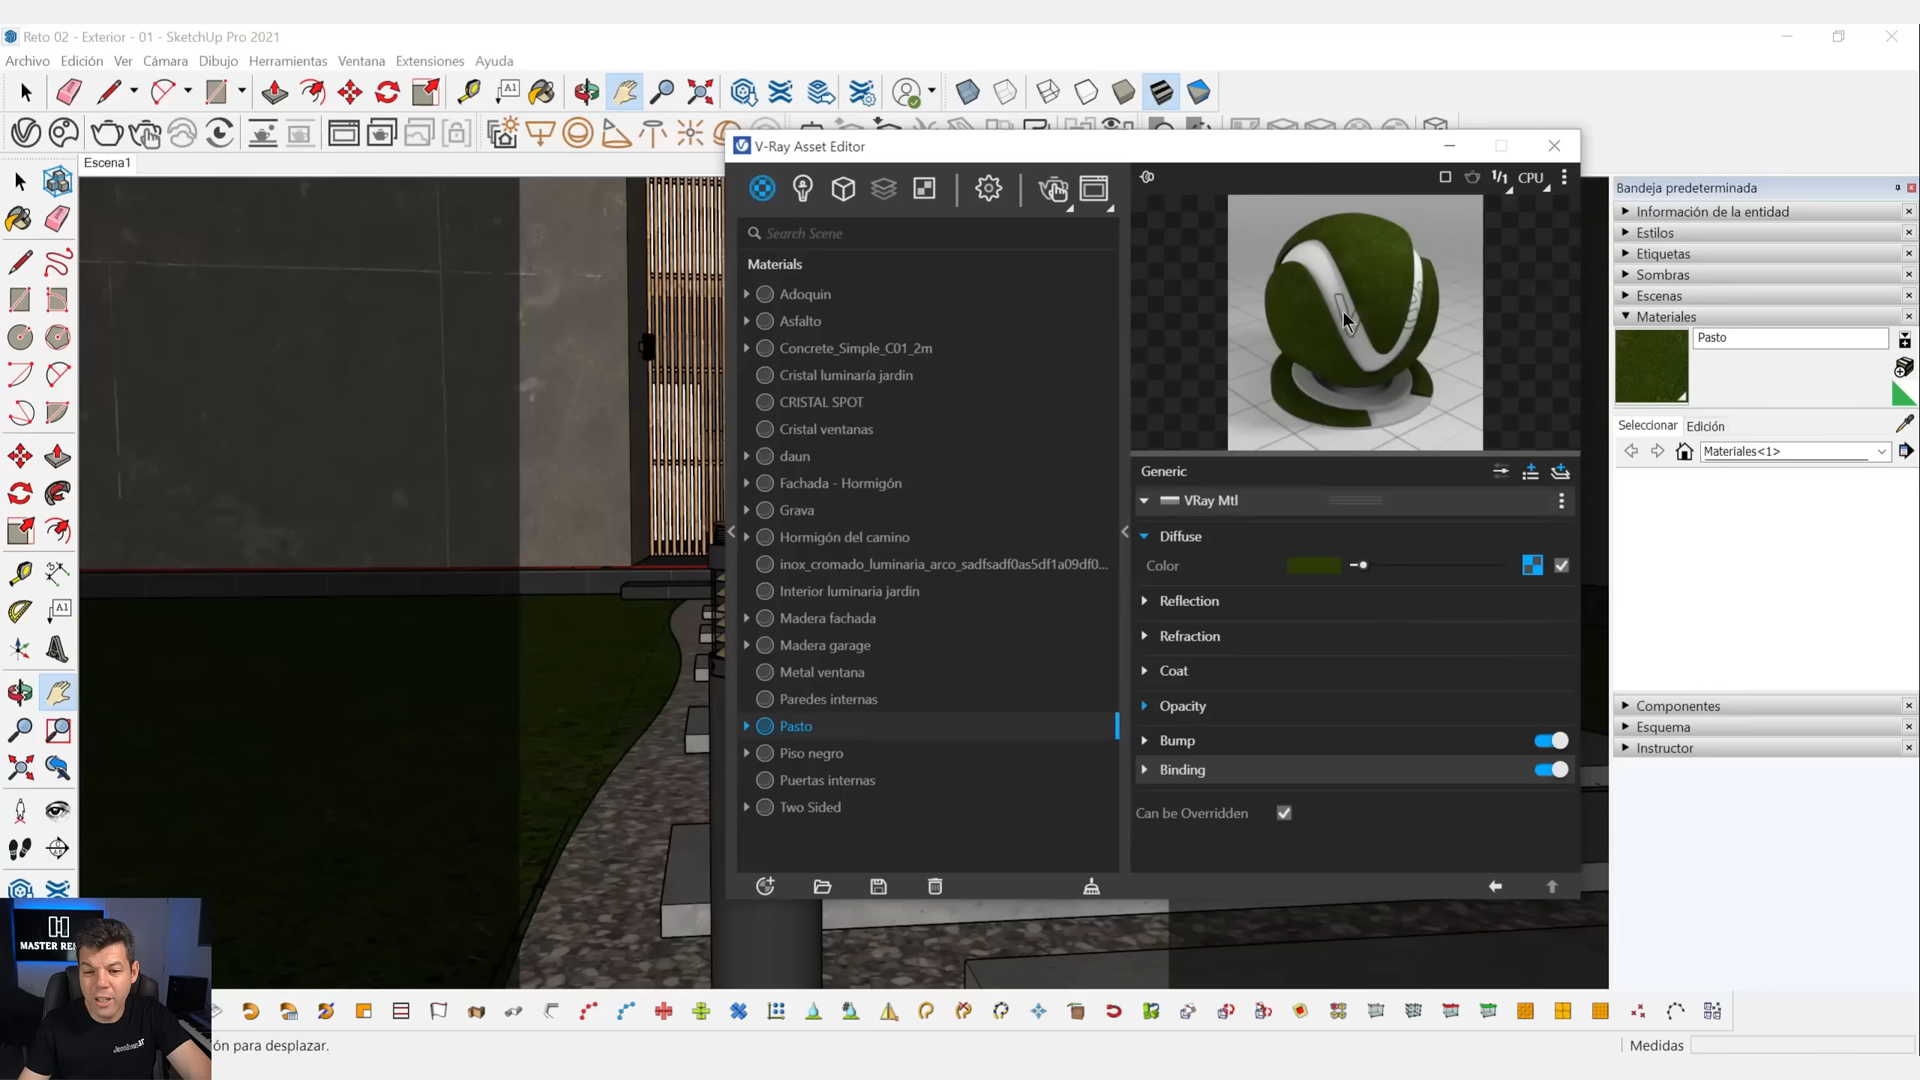 Reto 02 - Exterior - 01 - SketchUp Pro 2021
Archivo Edición Ver Cámara Dibujo Herramientas Ventana Extensiones Ayuda
Escena1
V-Ray Asset Editor
1/1 CPU
Search Scene
Materials
Adoquin
Asfalto
Concrete_Simple_C01_2m
Cristal luminaría jardin
CRISTAL SPOT
Cristal ventanas
daun
Fachada - Hormigón
Grava
Hormigón del camino
inox_cromado_luminaria_arco_sadfsadf0as5df1a09df0...
Interior luminaria jardin
Madera fachada
Madera garage
Metal ventana
Paredes internas
Pasto
Piso negro
Puertas internas
Two Sided
Generic
VRay Mtl
Diffuse
Color
Reflection
Refraction
Coat
Opacity
Bump
Binding
Can be Overridden
Bandeja predeterminada
Información de la entidad
Estilos
Etiquetas
Sombras
Escenas
Materiales
Pasto
Seleccionar Edición
Materiales<1>
Componentes
Esquema
Instructor
MASTER
ón para desplazar.
Medidas